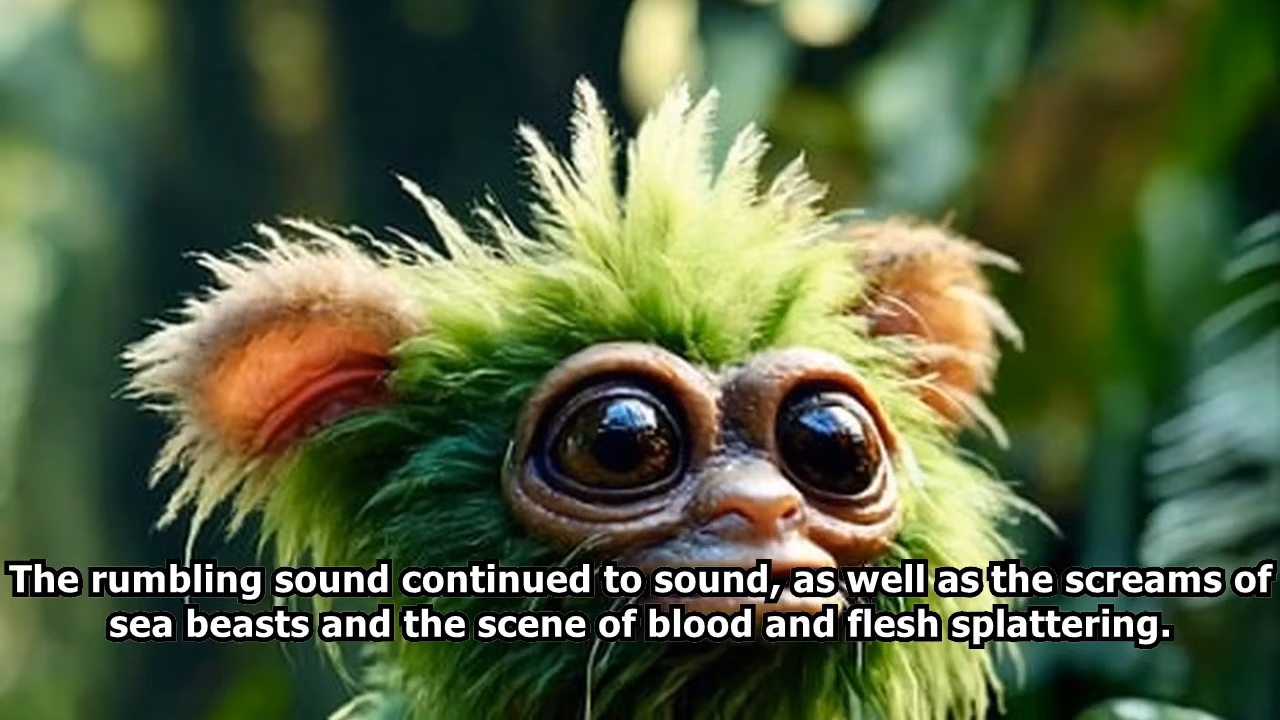 The rumbling sound continued to sound, as well as the screams of
sea beasts and the scene of blood and flesh splattering.